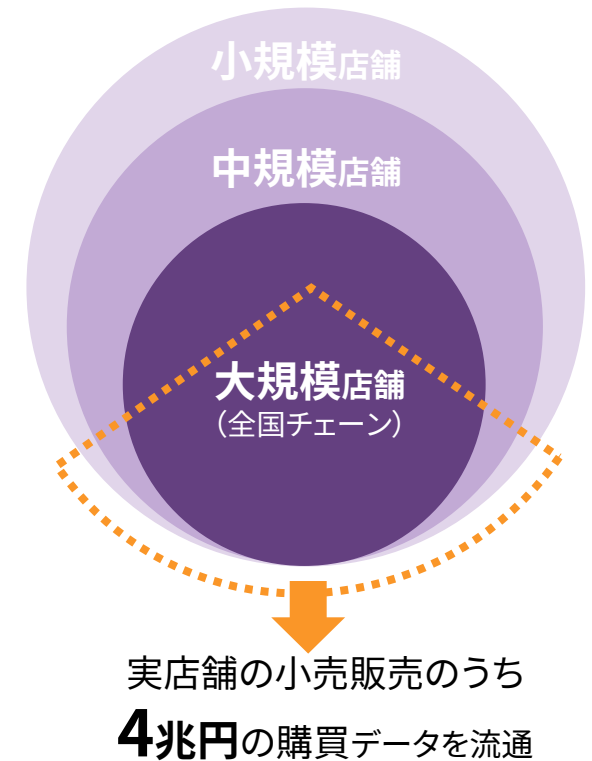 小規模店舗
中規模店舗
大規模店舗
（全国チェーン）
実店舗の小売販売のうち
4兆円の購買データを流通